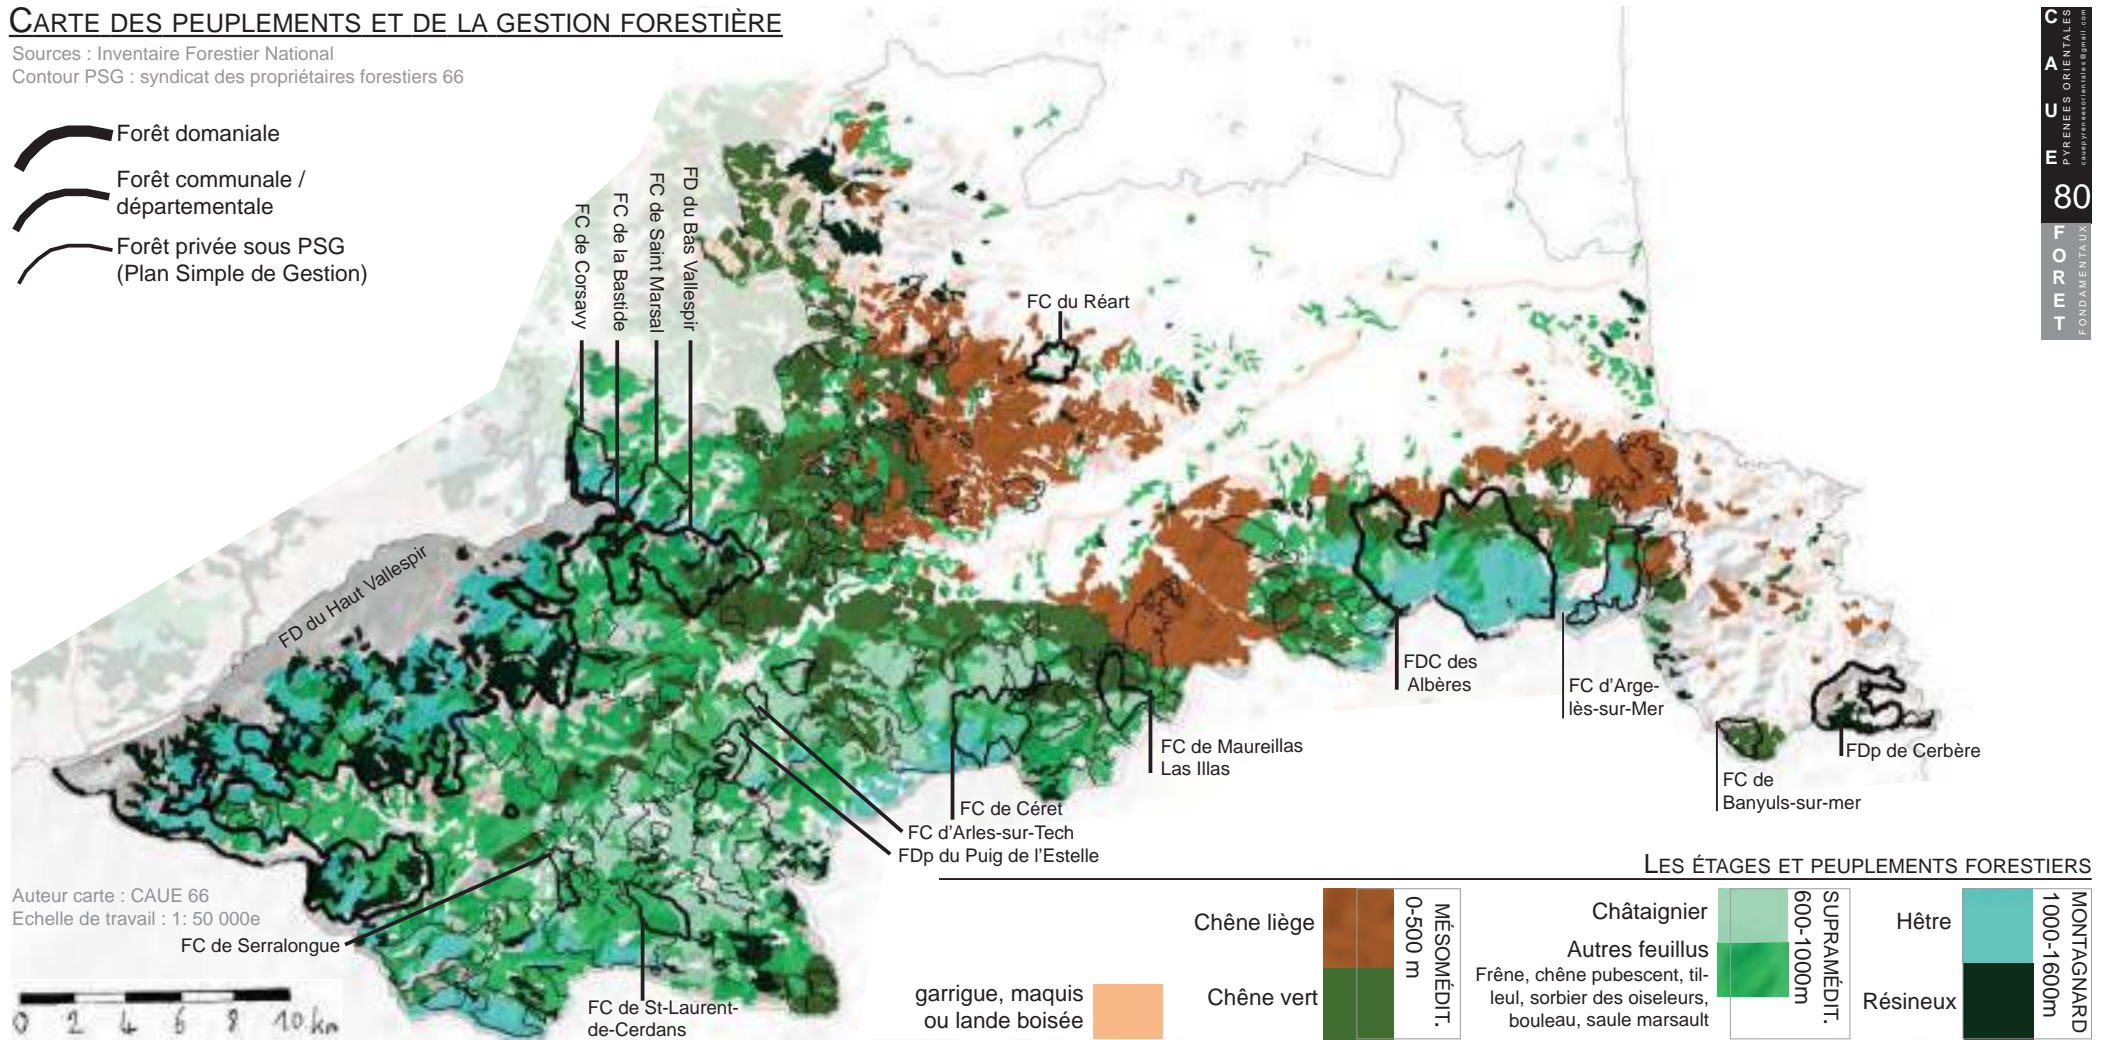 CARTE DES PEUPLEMENTS ET DE LA GESTION FORESTIÈRE
Sources : Inventaire Forestier National
Contour PSG : syndicat des propriétaires forestiers 66
Forêt domaniale
Forêt communale /
départementale
Forêt privée sous PSG
(Plan Simple de Gestion)
FC de Corsavy
FC de la Bastide
FC de Saint Marsal
FD du Bas Vallespir
FC du Réart
FD du Haut Vallespir
FDC des
Albères
FC d'Arge-
lès-sur-Mer
FDp de Cerbère
FC de
Banyuls-sur-mer
FC de Maureillas
Las Illas
FC de Céret
FC d'Arles-sur-Tech
FDp du Puig de l'Estelle
FC de Serralongue
FC de St-Laurent-
de-Cerdans
Auteur carte : CAUE 66
Echelle de travail : 1: 50 000e
0 2 4 6 8 10 km
LES ÉTAGES ET PEUPLEMENTS FORESTIERS
garrigue, maquis
ou lande boisée
Chêne liège
Chêne vert
MÉSOMÉDIT.
0-500 m
Châtaignier
Autres feuillus
Frêne, chêne pubescent, til-
leul, sorbier des oiseleurs,
bouleau, saule marsault
SUPRAMÉDIT.
600-1000m
Hêtre
Résineux
MONTAGNARD
1000-1600m
CAUE
PYRENEES ORIENTALES
cauepyreneesorientales@gmail.com
80
FORET
FONDAMENTAUX